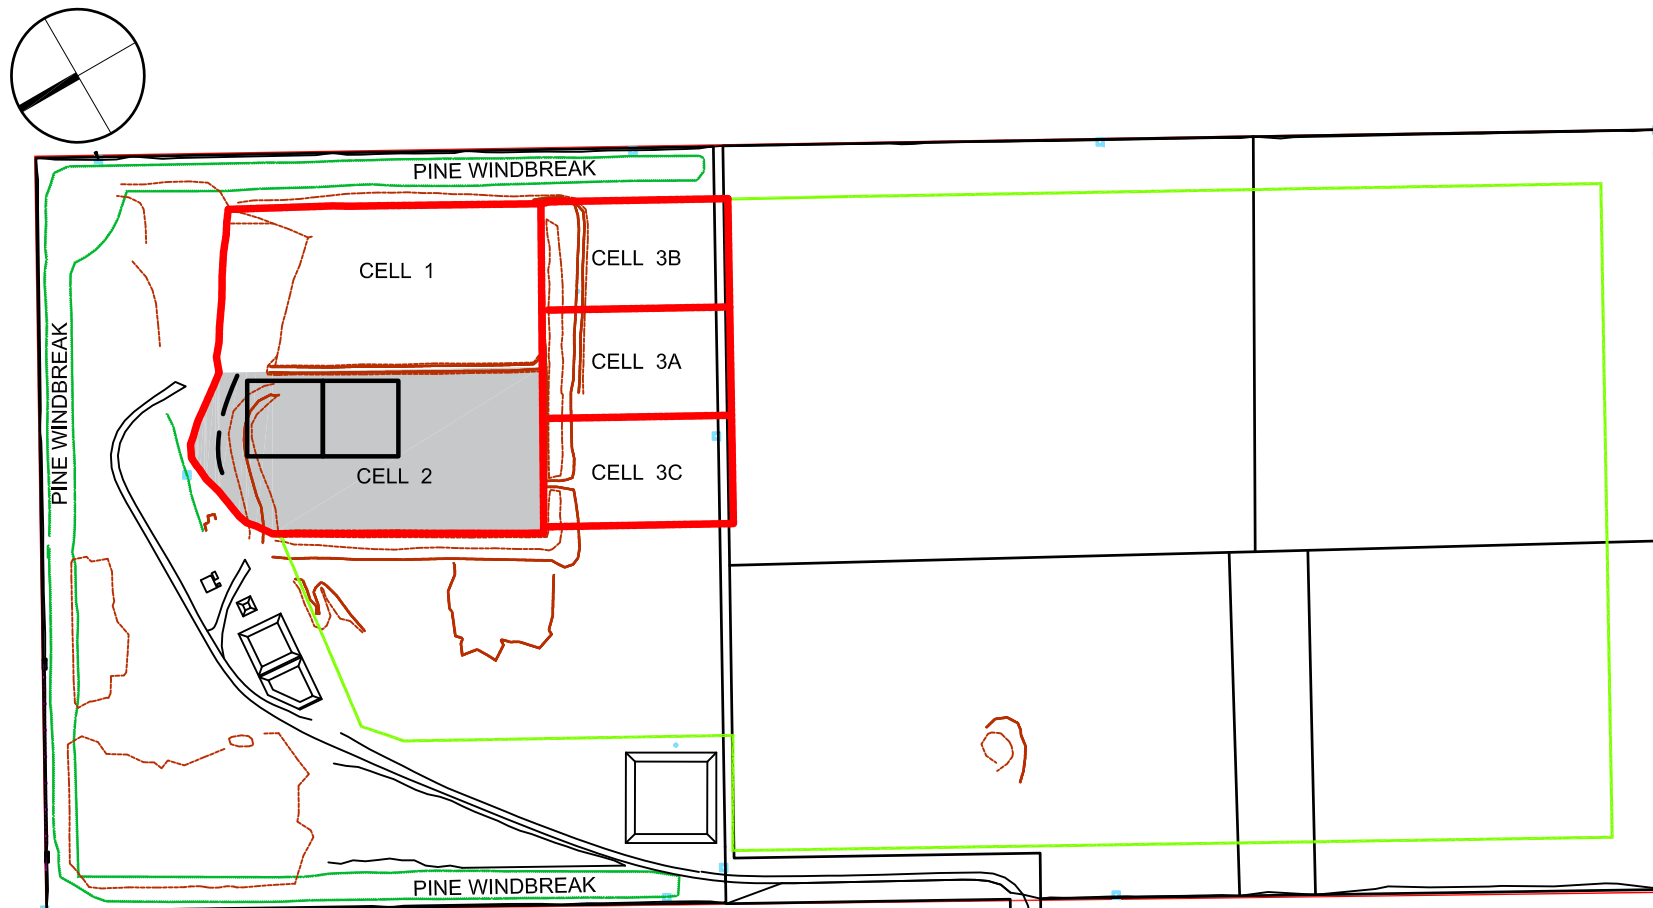 PINE WINDBREAK
CELL 3B
CELL 1
CELL 3A
PINE WINDBREAK
CELL 3C
CELL 2
PINE WINDBREAK